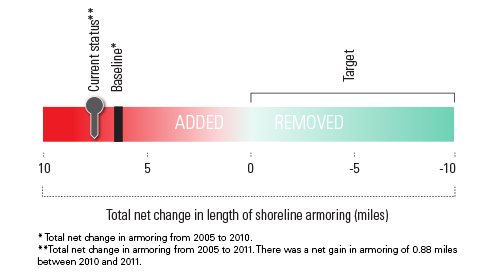 Current status**
Baseline*
Target
ADDED
REMOVED
10
5
0
-5
-10
Total net change in length of shoreline armoring (miles)
* Total net change in armoring from 2005 to 2010.
**Total net change in armoring from 2005 to 2011. There was a net gain in armoring of 0.88 miles
between 2010 and 2011.